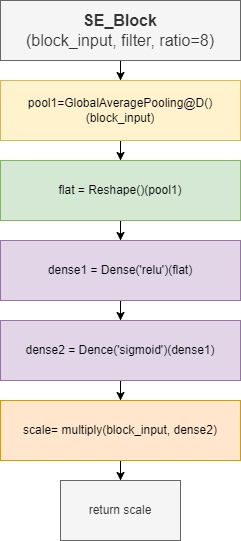 SE_Block
(block_input, filter, ratio=8)
pool1=GlobalAveragePooling@D()
(block_input)
flat = Reshape()(pool1)
dense1 = Dense('relu')(flat)
dense2 = Dence('sigmoid')(dense1)
scale= multiply(block_input, dense2)
return scale